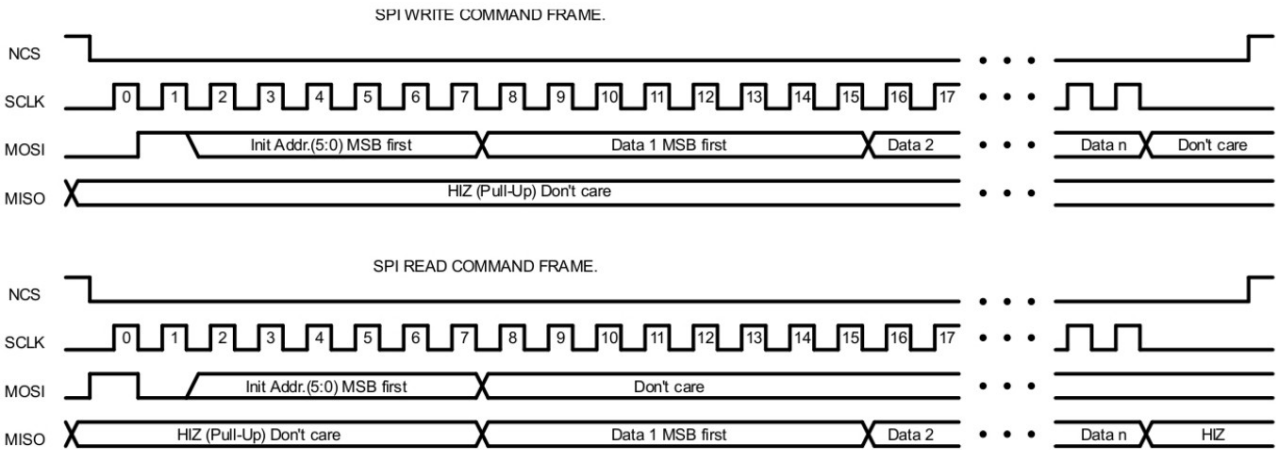 SPI WRITE COMMAND FRAME.
NCS
SCLK 0 1 2 3 4 5 6 7 8 9 10 11 12 13 14 15 16 17
MOSI Init Addr.(5:0) MSB first Data 1 MSB first Data 2 Data n Don't care
MISO HIZ (Pull-Up) Don't care
SPI READ COMMAND FRAME.
NCS
SCLK 0 1 2 3 4 5 6 7 8 9 10 11 12 13 14 15 16 17
MOSI Init Addr.(5:0) MSB first Don't care
MISO HIZ (Pull-Up) Don't care Data 1 MSB first Data 2 Data n HIZ